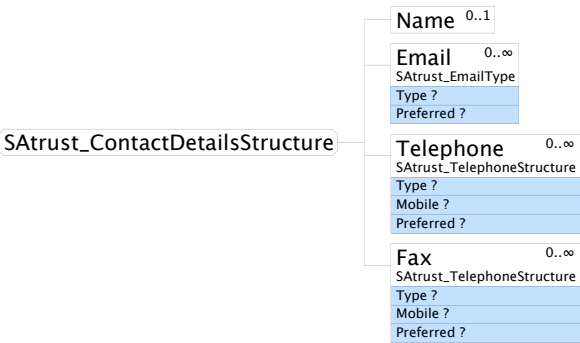 Name 0..1
Email 0..∞
SAtrust_EmailType
Type ?
Preferred ?
SAtrust_ContactDetailsStructure
Telephone 0..∞
SAtrust_TelephoneStructure
Type ?
Mobile ?
Preferred ?
Fax 0..∞
SAtrust_TelephoneStructure
Type ?
Mobile ?
Preferred ?